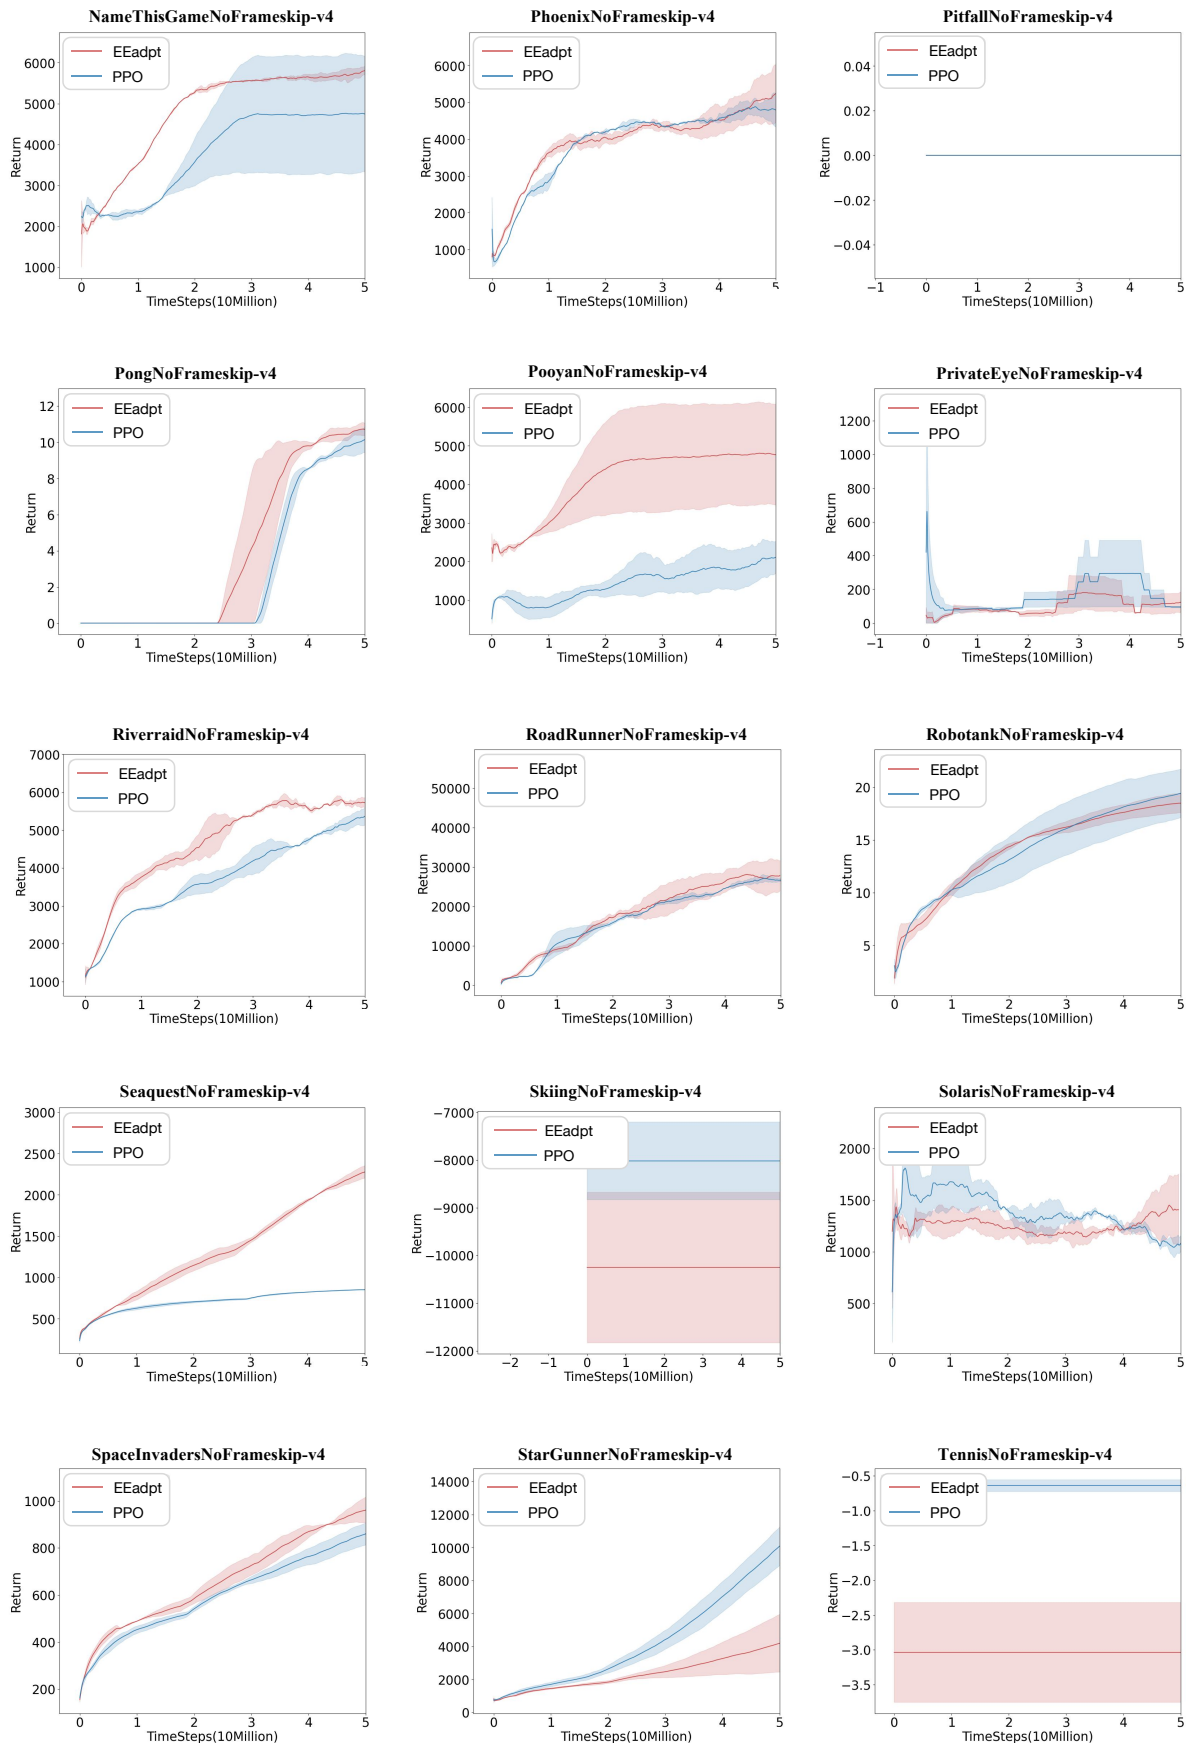 NameThisGameNoFrameskip-v4
EEadpt
PPO
6000
5000
4000
3000
2000
1000
Return
0 1 2 3 4 5
TimeSteps(10Million)
PhoenixNoFrameskip-v4
EEadpt
PPO
6000
5000
4000
3000
2000
1000
Return
0 1 2 3 4 5
TimeSteps(10Million)
PitfallNoFrameskip-v4
EEadpt
PPO
0.04
0.02
0.00
−0.02
−0.04
Return
−1 0 1 2 3 4 5
TimeSteps(10Million)
PongNoFrameskip-v4
EEadpt
PPO
12
10
8
6
4
2
0
Return
0 1 2 3 4 5
TimeSteps(10Million)
PooyanNoFrameskip-v4
EEadpt
PPO
6000
5000
4000
3000
2000
1000
Return
0 1 2 3 4 5
TimeSteps(10Million)
PrivateEyeNoFrameskip-v4
EEadpt
PPO
1200
1000
800
600
400
200
0
Return
−1 0 1 2 3 4 5
TimeSteps(10Million)
RiverraidNoFrameskip-v4
EEadpt
PPO
7000
6000
5000
4000
3000
2000
1000
Return
0 1 2 3 4 5
TimeSteps(10Million)
RoadRunnerNoFrameskip-v4
EEadpt
PPO
50000
40000
30000
20000
10000
0
Return
0 1 2 3 4 5
TimeSteps(10Million)
RobotankNoFrameskip-v4
EEadpt
PPO
20
15
10
5
Return
0 1 2 3 4 5
TimeSteps(10Million)
SeaquestNoFrameskip-v4
EEadpt
PPO
3000
2500
2000
1500
1000
500
Return
0 1 2 3 4 5
TimeSteps(10Million)
SkiingNoFrameskip-v4
EEadpt
PPO
−7000
−8000
−9000
−10000
−11000
−12000
Return
−2 −1 0 1 2 3 4 5
TimeSteps(10Million)
SolarisNoFrameskip-v4
EEadpt
PPO
2000
1500
1000
500
Return
0 1 2 3 4 5
TimeSteps(10Million)
SpaceInvadersNoFrameskip-v4
EEadpt
PPO
1000
800
600
400
200
Return
0 1 2 3 4 5
TimeSteps(10Million)
StarGunnerNoFrameskip-v4
EEadpt
PPO
14000
12000
10000
8000
6000
4000
2000
0
Return
0 1 2 3 4 5
TimeSteps(10Million)
TennisNoFrameskip-v4
EEadpt
PPO
−0.5
−1.0
−1.5
−2.0
−2.5
−3.0
−3.5
Return
0 1 2 3 4 5
TimeSteps(10Million)